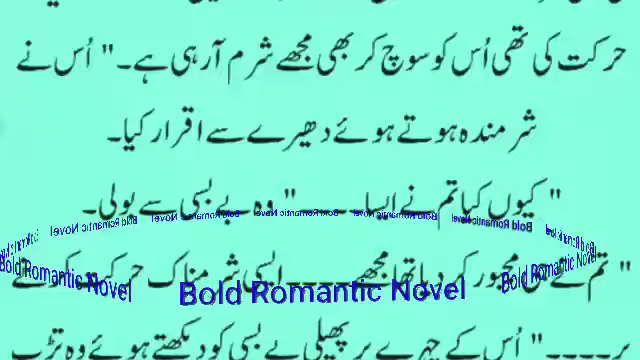 حرکت کی تھی اُس کو سوچ کر بھی مجھے شرم آ رہی ہے۔" اُس نے
شرمندہ ہوتے ہوئے دھیرے سے اقرار کیا۔
" کیوں کیا تم نے ایسا۔۔۔۔" وہ بے بسی سے بولی۔
" تم نے ہی مجبور کر دیا تھا مجھے۔۔۔۔ایسی شرمناک حرکت کرنے
Bold Romantic Novel
Bold Romantic Novel
Bold Romantic Novel
پر۔۔۔۔" اُس کے چہرے پر پھیلی بے بسی کو دیکھتے ہوئے وہ تڑپ